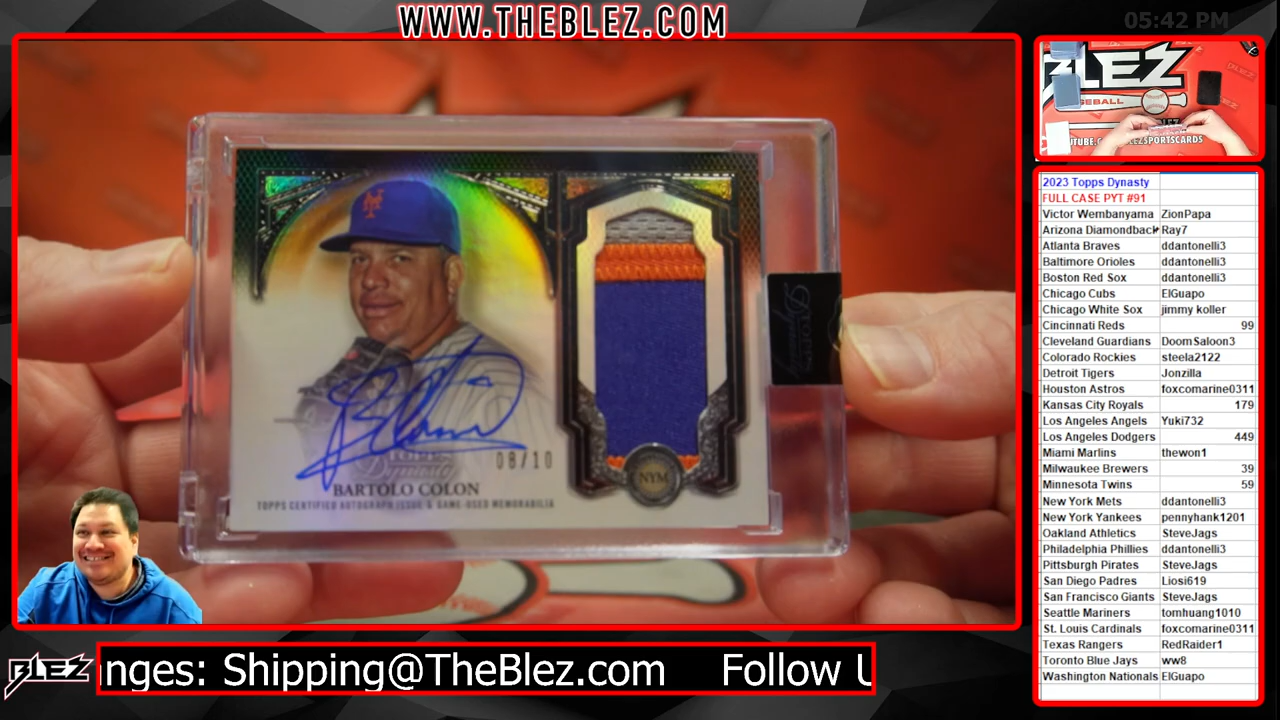 WWW.THEBLEZ.COM
05:42 PM
BARTOLO COLON
TOPPS CERTIFIED AUTOGRAPH ISSUE & GAME-USED MEMORABILIA
08/10
NYM
Dynasty
BLEZ
BASEBALL
2023 Topps Dynasty
FULL CASE PYT #91
Victor Wembanyama ZionPapa
Arizona Diamondback Ray7
Atlanta Braves ddantonelli3
Baltimore Orioles ddantonelli3
Boston Red Sox ddantonelli3
Chicago Cubs ElGuapo
Chicago White Sox jimmy koller
Cincinnati Reds 99
Cleveland Guardians DoomSaloon3
Colorado Rockies steela2122
Detroit Tigers Jonzilla
Houston Astros foxcomarine0311
Kansas City Royals 179
Los Angeles Angels Yuki732
Los Angeles Dodgers 449
Miami Marlins thewon1
Milwaukee Brewers 39
Minnesota Twins 59
New York Mets ddantonelli3
New York Yankees pennyhank1201
Oakland Athletics SteveJags
Philadelphia Phillies ddantonelli3
Pittsburgh Pirates SteveJags
San Diego Padres Liosi619
San Francisco Giants SteveJags
Seattle Mariners tomhuang1010
St. Louis Cardinals foxcomarine0311
Texas Rangers RedRaider1
Toronto Blue Jays ww8
Washington Nationals ElGuapo
BLEZ
nges: Shipping@TheBlez.com Follow U